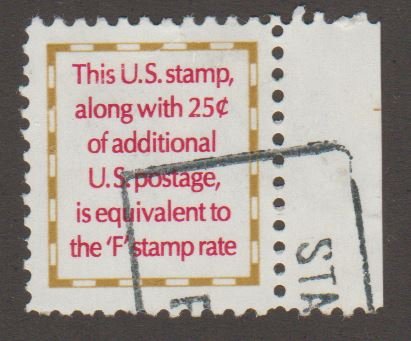 This U.S. stamp,
along with 25¢
of additional
U.S. postage,
is equivalent to
the 'F' stamp rate
STA
F